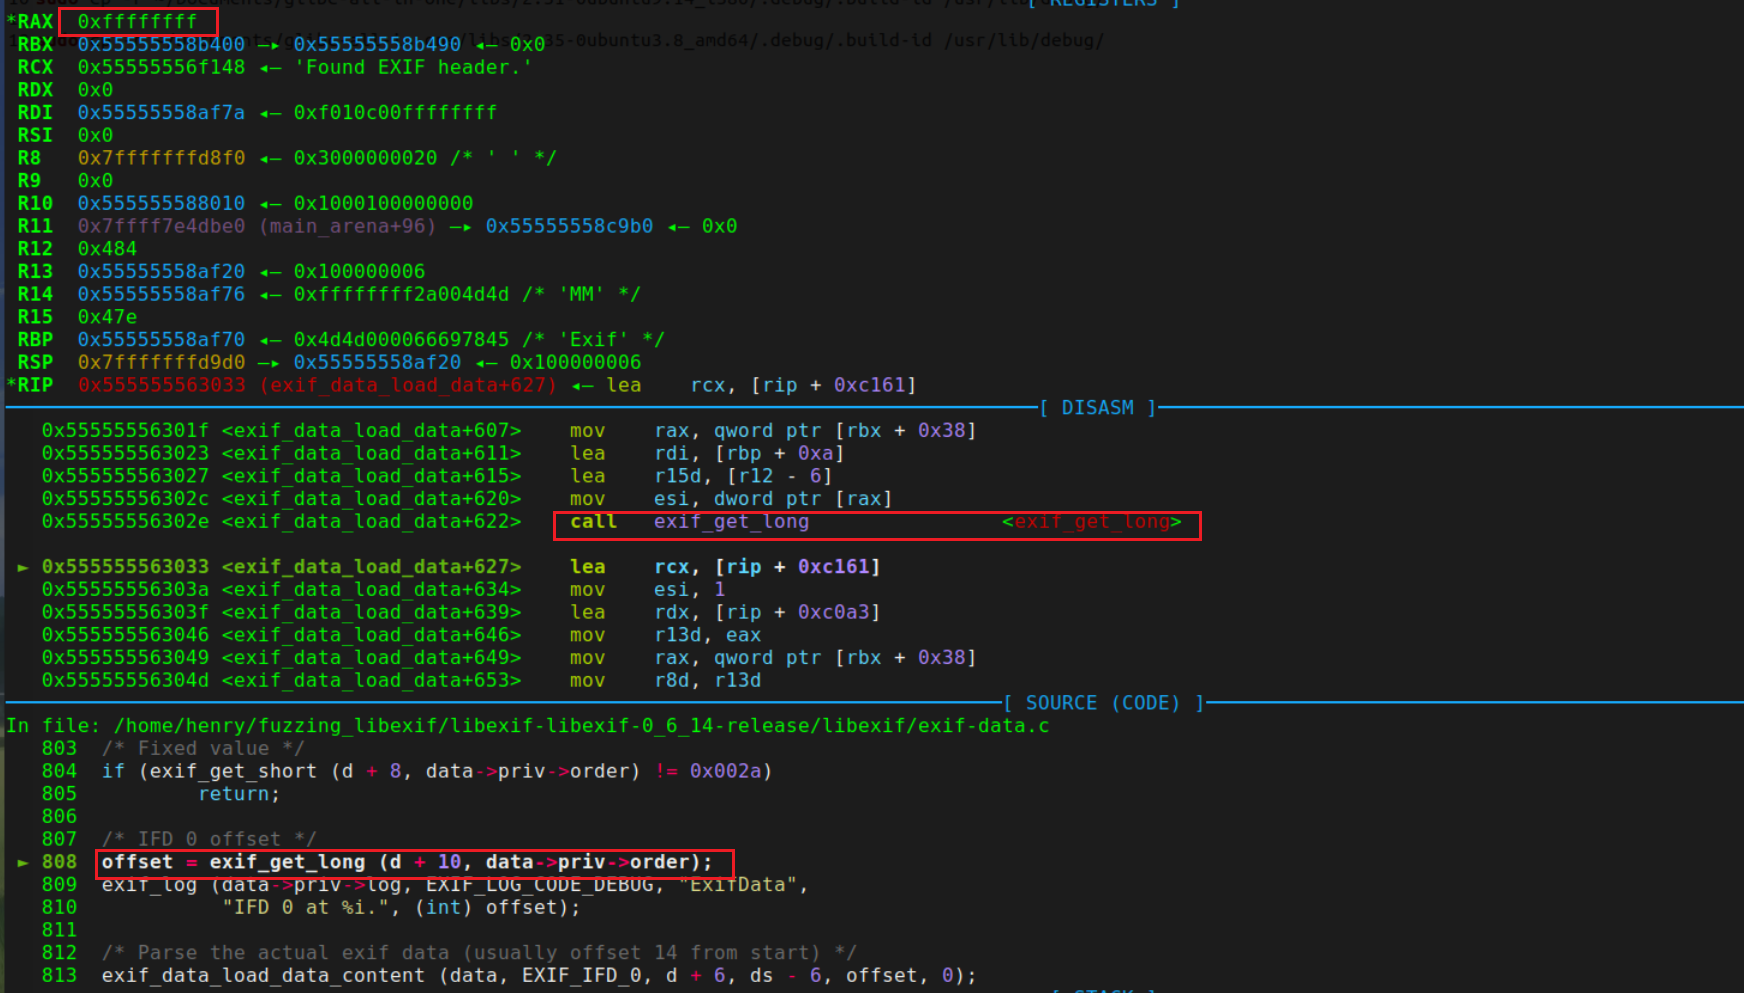 [ REGISTERS ]
*RAX  0xffffffff
RBX  0x55555558b400 —▸ 0x55555558b490 ◂— 0x0
RCX  0x55555556f148 ◂— 'Found EXIF header.'
RDX  0x0
RDI  0x55555558af7a ◂— 0xf010c00ffffffff
RSI  0x0
R8   0x7fffffffd8f0 ◂— 0x3000000020 /* ' ' */
R9   0x0
R10  0x555555588010 ◂— 0x1000100000000
R11  0x7ffff7e4dbe0 (main_arena+96) —▸ 0x55555558c9b0 ◂— 0x0
R12  0x484
R13  0x55555558af20 ◂— 0x100000006
R14  0x55555558af76 ◂— 0xffffffff2a004d4d /* 'MM' */
R15  0x47e
RBP  0x55555558af70 ◂— 0x4d4d000066697845 /* 'Exif' */
RSP  0x7fffffffd9d0 —▸ 0x55555558af20 ◂— 0x100000006
*RIP  0x555555563033 (exif_data_load_data+627) ◂— lea    rcx, [rip + 0xc161]
[ DISASM ]
0x55555556301f <exif_data_load_data+607>    mov    rax, qword ptr [rbx + 0x38]
0x555555563023 <exif_data_load_data+611>    lea    rdi, [rbp + 0xa]
0x555555563027 <exif_data_load_data+615>    lea    r15d, [r12 - 6]
0x55555556302c <exif_data_load_data+620>    mov    esi, dword ptr [rax]
0x55555556302e <exif_data_load_data+622>    call   exif_get_long                <exif_get_long>
► 0x555555563033 <exif_data_load_data+627>    lea    rcx, [rip + 0xc161]
0x55555556303a <exif_data_load_data+634>    mov    esi, 1
0x55555556303f <exif_data_load_data+639>    lea    rdx, [rip + 0xc0a3]
0x555555563046 <exif_data_load_data+646>    mov    r13d, eax
0x555555563049 <exif_data_load_data+649>    mov    rax, qword ptr [rbx + 0x38]
0x55555556304d <exif_data_load_data+653>    mov    r8d, r13d
[ SOURCE (CODE) ]
In file: /home/henry/fuzzing_libexif/libexif-libexif-0_6_14-release/libexif/exif-data.c
803  /* Fixed value */
804  if (exif_get_short (d + 8, data->priv->order) != 0x002a)
805          return;
806
807  /* IFD 0 offset */
► 808  offset = exif_get_long (d + 10, data->priv->order);
809  exif_log (data->priv->log, EXIF_LOG_CODE_DEBUG, "ExifData",
810            "IFD 0 at %i.", (int) offset);
811
812  /* Parse the actual exif data (usually offset 14 from start) */
813  exif_data_load_data_content (data, EXIF_IFD_0, d + 6, ds - 6, offset, 0);
[ STACK ]